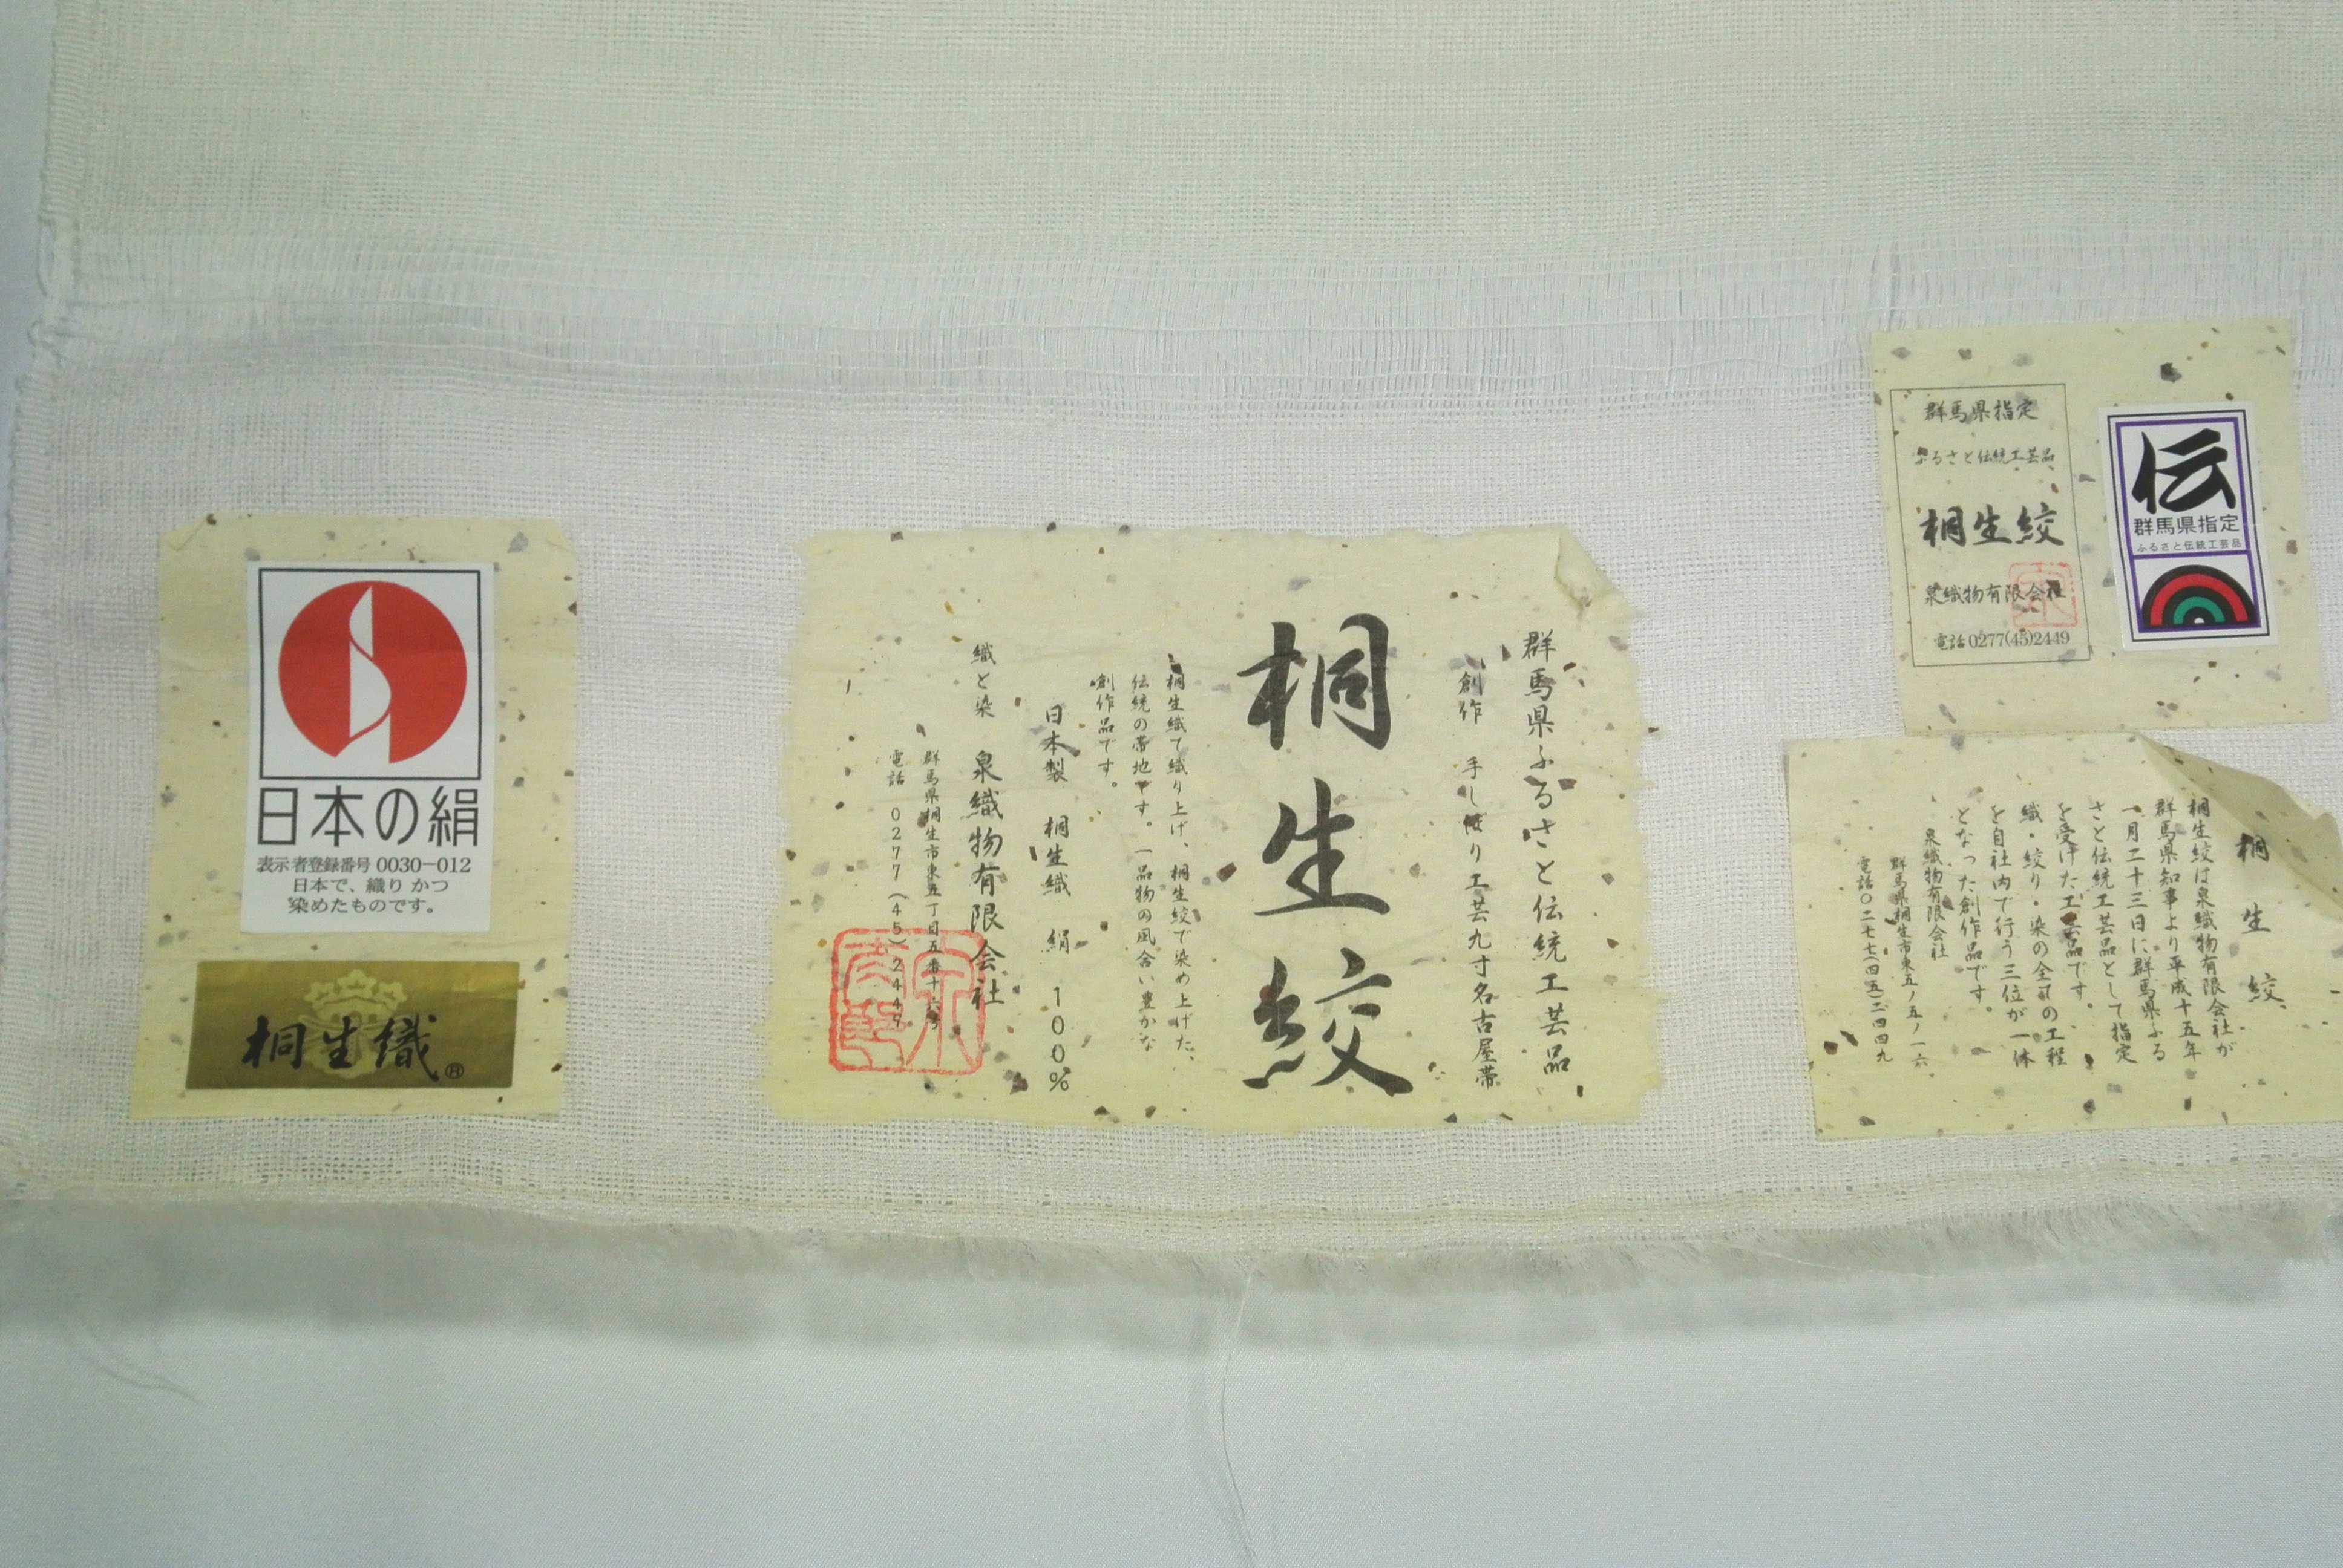 日本の絹
表示者登録番号 0030-012
日本で、織り かつ
染めたものです。
桐生織®
群馬県ふるさと伝統工芸品
創作 手しぼり工芸九寸名古屋帯
桐生絞
桐生織で織り上げ、桐生絞で染め上げた、
伝統の帯地です。一品物の風合い豊かな
創作品です。
日本製 桐生織 絹 100%
織と染 泉織物有限会社
群馬県桐生市東五丁目五番十六号
電話 0277(45)2449
群馬県指定
ふるさと伝統工芸品
桐生絞
泉織物有限会社
電話 0277(45)2449
伝
群馬県指定
ふるさと伝統工芸品
桐生絞
桐生絞は泉織物有限会社が
群馬県知事より平成十五年
一月二十三日に群馬県ふる
さと伝統工芸品として指定
を受けた工芸品です。
織・絞り・染の全ての工程
を自社内で行う三位が一体
となった創作品です。
泉織物有限会社
群馬県桐生市東五ノ五ノ一六
電話〇二七七(四五)二四四九